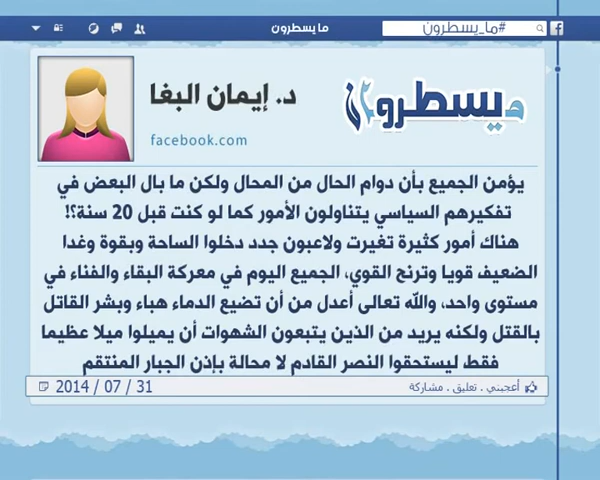 ما يسطرون
#ما_يسطرون
د. إيمان البغا
ما يسطرون
facebook.com
يؤمن الجميع بأن دوام الحال من المحال ولكن ما بال البعض في
تفكيرهم السياسي يتناولون الأمور كما لو كنت قبل 20 سنة؟!
هناك أمور كثيرة تغيرت ولاعبون جدد دخلوا الساحة وبقوة وغدا
الضعيف قويا وترنح القوي، الجميع اليوم في معركة البقاء والفناء في
مستوى واحد، والله تعالى أعدل من أن تضيع الدماء هباء وبشر القاتل
بالقتل ولكنه يريد من الذين يتبعون الشهوات أن يميلوا ميلا عظيما
فقط ليستحقوا النصر القادم لا محالة بإذن الجبار المنتقم
أعجبني . تعليق . مشاركة
31 / 07 / 2014